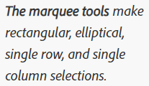 The marquee tools make
rectangular, elliptical,
single row, and single
column selections.